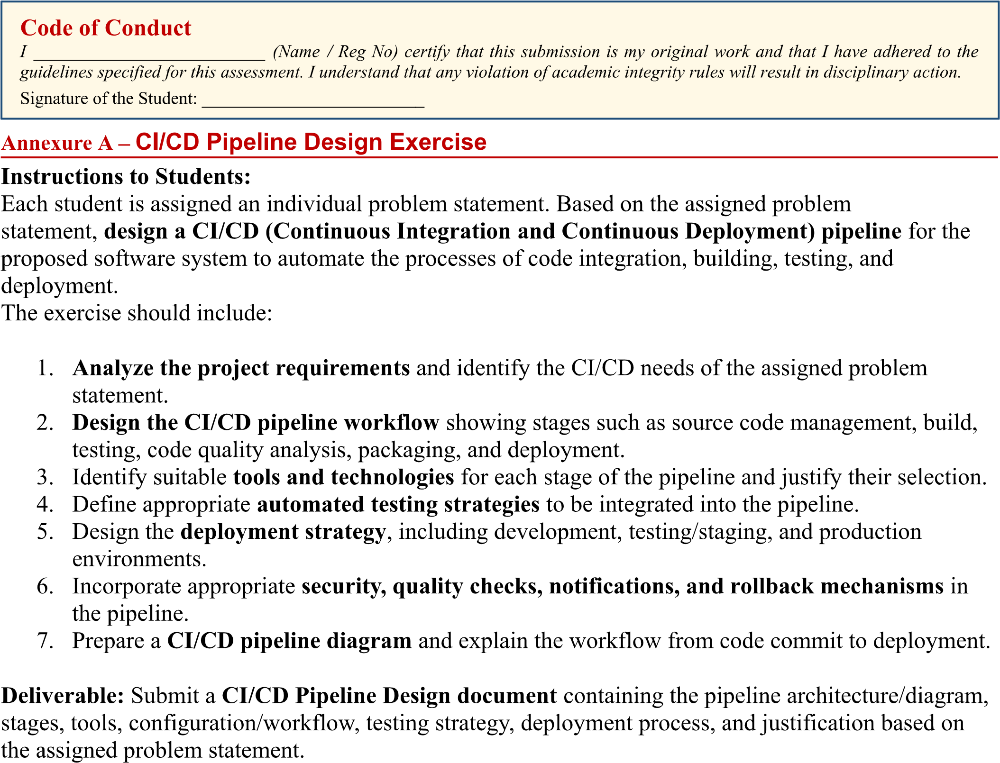 Code of Conduct
I __________________________ (Name / Reg No) certify that this submission is my original work and that I have adhered to the
guidelines specified for this assessment. I understand that any violation of academic integrity rules will result in disciplinary action.
Signature of the Student: _________________________
Annexure A – CI/CD Pipeline Design Exercise
Instructions to Students:
Each student is assigned an individual problem statement. Based on the assigned problem
statement, design a CI/CD (Continuous Integration and Continuous Deployment) pipeline for the
proposed software system to automate the processes of code integration, building, testing, and
deployment.
The exercise should include:
1. Analyze the project requirements and identify the CI/CD needs of the assigned problem
statement.
2. Design the CI/CD pipeline workflow showing stages such as source code management, build,
testing, code quality analysis, packaging, and deployment.
3. Identify suitable tools and technologies for each stage of the pipeline and justify their selection.
4. Define appropriate automated testing strategies to be integrated into the pipeline.
5. Design the deployment strategy, including development, testing/staging, and production
environments.
6. Incorporate appropriate security, quality checks, notifications, and rollback mechanisms in
the pipeline.
7. Prepare a CI/CD pipeline diagram and explain the workflow from code commit to deployment.
Deliverable: Submit a CI/CD Pipeline Design document containing the pipeline architecture/diagram,
stages, tools, configuration/workflow, testing strategy, deployment process, and justification based on
the assigned problem statement.